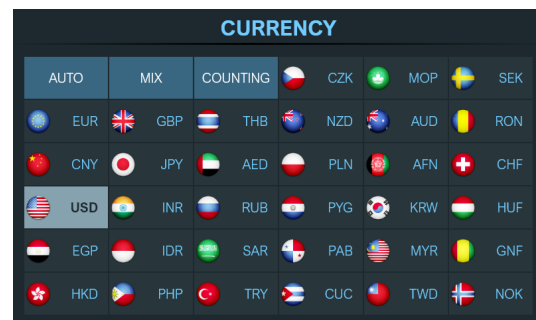 CURRENCY
AUTO MIX COUNTING CZK MOP SEK
EUR GBP THB NZD AUD RON
CNY JPY AED PLN AFN CHF
USD INR RUB PYG KRW HUF
EGP IDR SAR PAB MYR GNF
HKD PHP TRY CUC TWD NOK